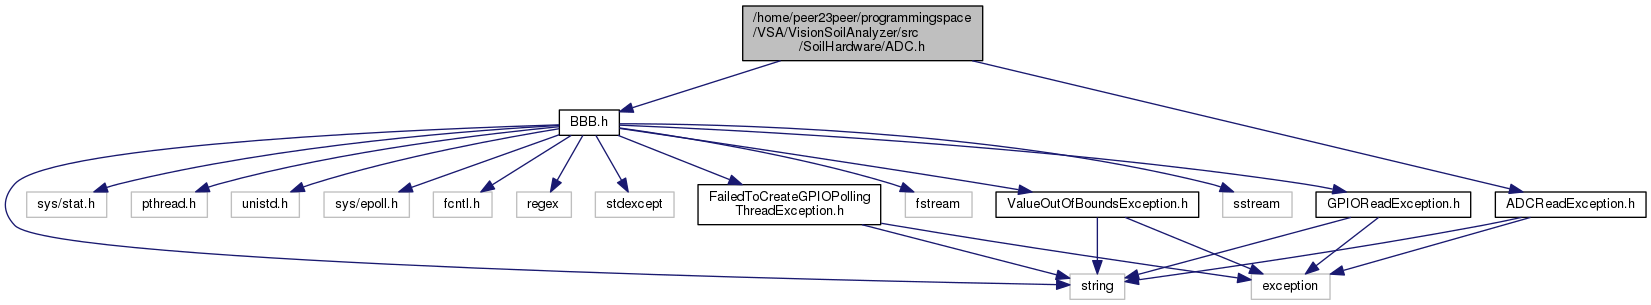 /home/peer23peer/programmingspace
/VSA/VisionSoilAnalyzer/src
/SoilHardware/ADC.h
BBB.h
sys/stat.h
pthread.h
unistd.h
sys/epoll.h
fcntl.h
regex
stdexcept
FailedToCreateGPIOPolling
ThreadException.h
fstream
ValueOutOfBoundsException.h
sstream
GPIOReadException.h
ADCReadException.h
string
exception